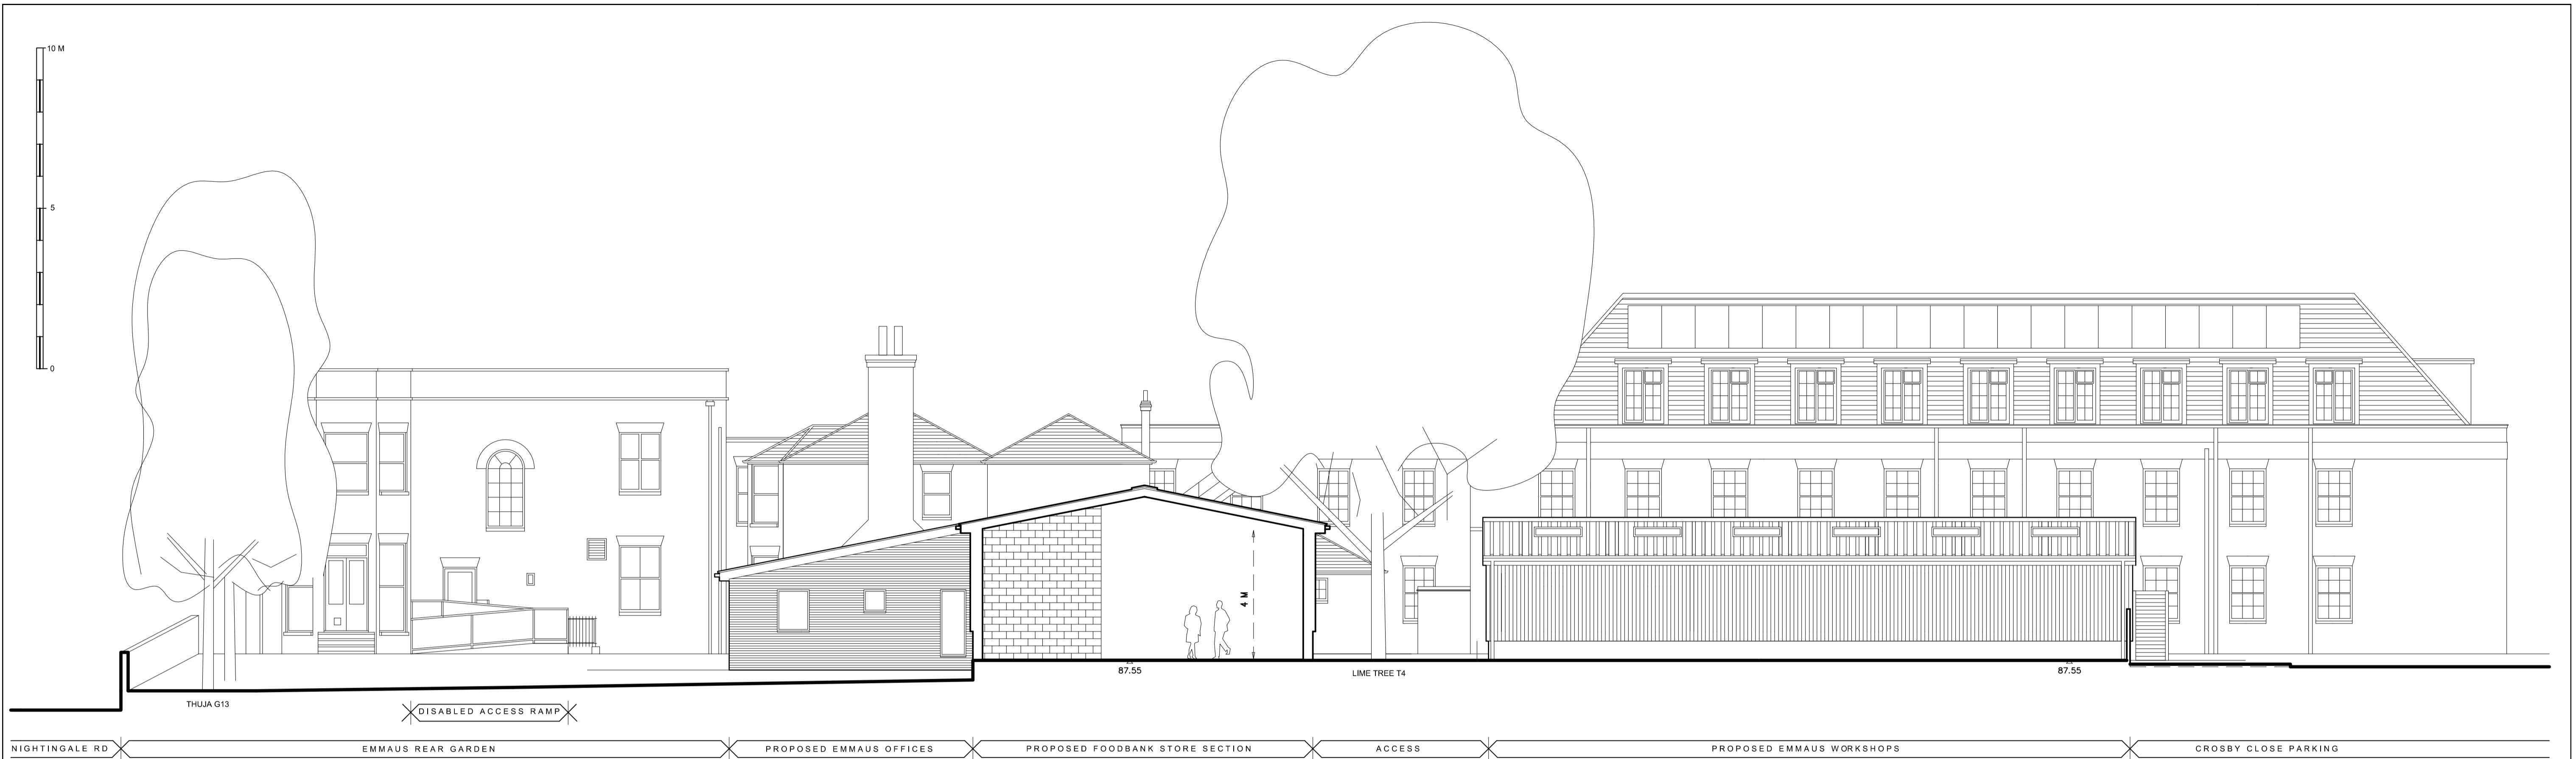 10 M
5
0
4 M
87.55
87.55
LIME TREE T4
THUJA G13
DISABLED ACCESS RAMP
NIGHTINGALE RD
EMMAUS REAR GARDEN
PROPOSED EMMAUS OFFICES
PROPOSED FOODBANK STORE SECTION
ACCESS
PROPOSED EMMAUS WORKSHOPS
CROSBY CLOSE PARKING